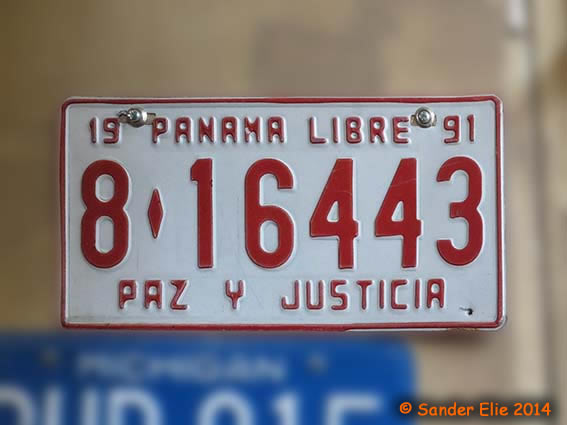 19 PANAMA LIBRE 91
8♦16443
PAZ Y JUSTICIA
MICHIGAN
© Sander Elie 2014